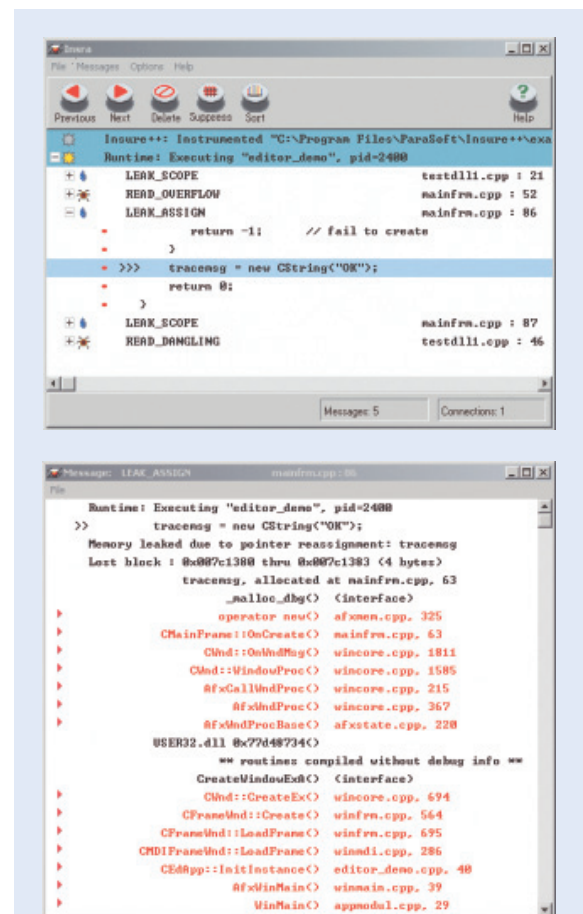 Insra
File Messages Options Help
Previous Next Delete Suppress Sort Help
Insure++: Instrumented "C:\Program Files\ParaSoft\Insure++\exa
Runtime: Executing "editor_demo", pid=2400
LEAK_SCOPE testdll1.cpp : 21
READ_OVERFLOW mainfrm.cpp : 52
LEAK_ASSIGN mainfrm.cpp : 86
return -1; // fail to create
}
>>> tracemsg = new CString("OK");
return 0;
}
LEAK_SCOPE mainfrm.cpp : 87
READ_DANGLING testdll1.cpp : 46
Messages: 5 Connections: 1
Message: LEAK_ASSIGN mainfrm.cpp : 86
File
Runtime: Executing "editor_demo", pid=2400
>> tracemsg = new CString("OK");
Memory leaked due to pointer reassignment: tracemsg
Lost block : 0x007c1380 thru 0x007c1383 (4 bytes)
tracemsg, allocated at mainfrm.cpp, 63
_malloc_dbg() (interface)
operator new() afxmem.cpp, 325
CMainFrame::OnCreate() mainfrm.cpp, 63
CWnd::OnWndMsg() wincore.cpp, 1811
CWnd::WindowProc() wincore.cpp, 1585
AfxCallWndProc() wincore.cpp, 215
AfxWndProc() wincore.cpp, 367
AfxWndProcBase() afxstate.cpp, 220
USER32.dll 0x77d48734()
** routines compiled without debug info **
CreateWindowExA() (interface)
CWnd::CreateEx() wincore.cpp, 694
CFrameWnd::Create() winfrm.cpp, 564
CFrameWnd::LoadFrame() winfrm.cpp, 695
CMDIFrameWnd::LoadFrame() winmdi.cpp, 286
CEdApp::InitInstance() editor_demo.cpp, 40
AfxWinMain() winmain.cpp, 39
WinMain() appmodul.cpp, 29